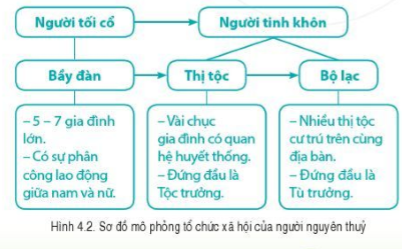 Người tối cổ
Người tinh khôn
Bầy đàn
Thị tộc
Bộ lạc
– 5 – 7 gia đình
lớn.
– Có sự phân
công lao động
giữa nam và nữ.
– Vài chục
gia đình có quan
hệ huyết thống.
– Đứng đầu là
Tộc trưởng.
– Nhiều thị tộc
cư trú trên cùng
địa bàn.
– Đứng đầu là
Tù trưởng.
Hình 4.2. Sơ đồ mô phỏng tổ chức xã hội của người nguyên thuỷ